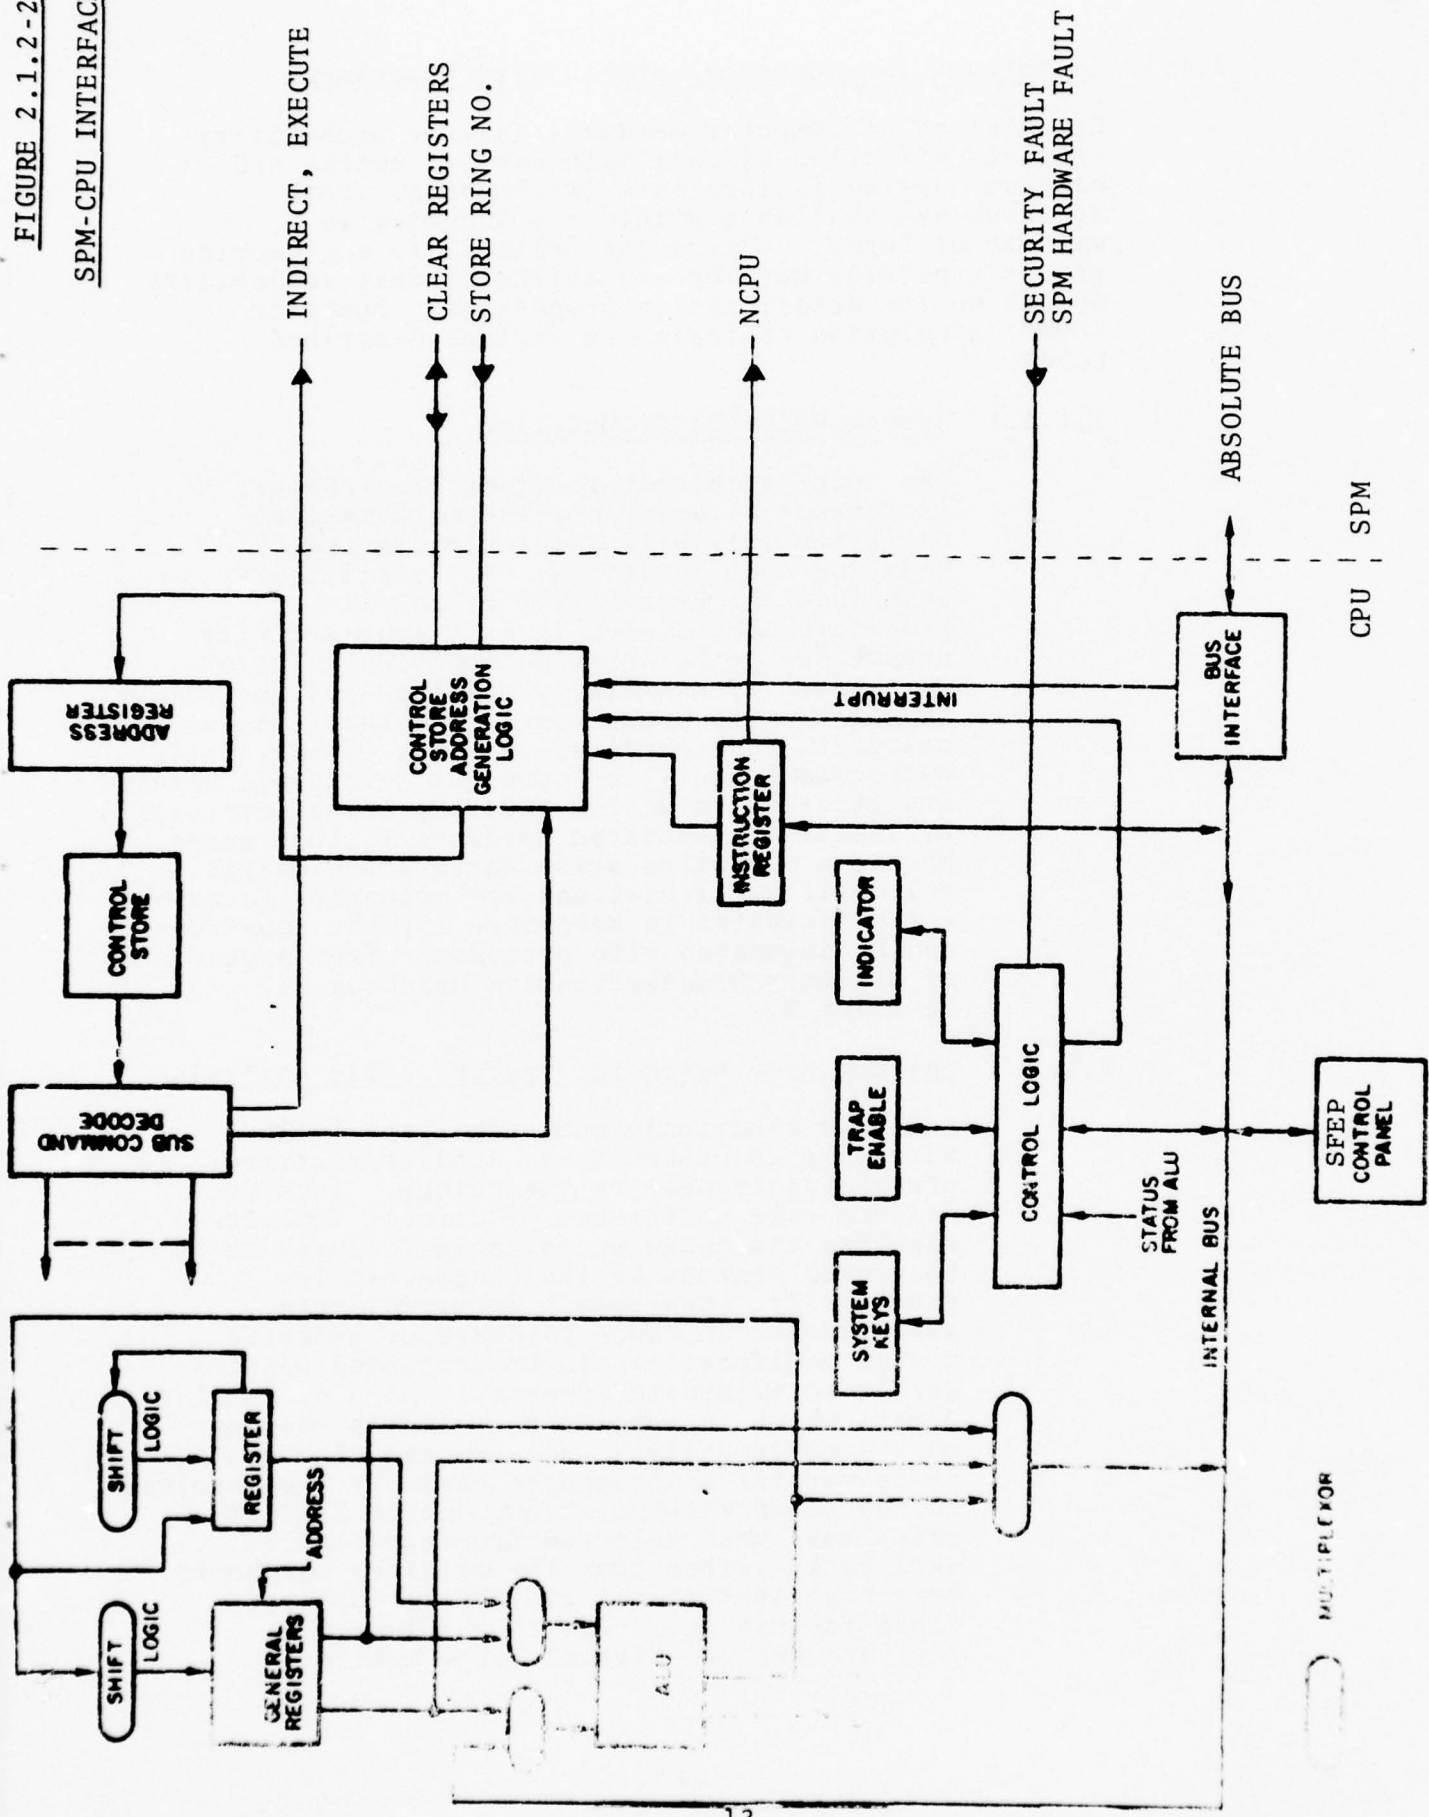 FIGURE 2.1.2-2
SPM-CPU INTERFAC
INDIRECT, EXECUTE
CLEAR REGISTERS
STORE RING NO.
NCPU
SECURITY FAULT
SPM HARDWARE FAULT
ABSOLUTE BUS
SPM
CPU
ADDRESS
REGISTER
CONTROL
STORE
SUB COMMAND
DECODE
CONTROL
STORE
ADDRESS
GENERATION
LOGIC
INTERRUPT
INSTRUCTION
REGISTER
BUS
INTERFACE
INDICATOR
TRAP
ENABLE
SYSTEM
KEYS
CONTROL LOGIC
STATUS
FROM ALU
INTERNAL BUS
SFEP
CONTROL
PANEL
SHIFT
LOGIC
REGISTER
ADDRESS
SHIFT
LOGIC
GENERAL
REGISTERS
ALU
MULTIPLEXOR
13